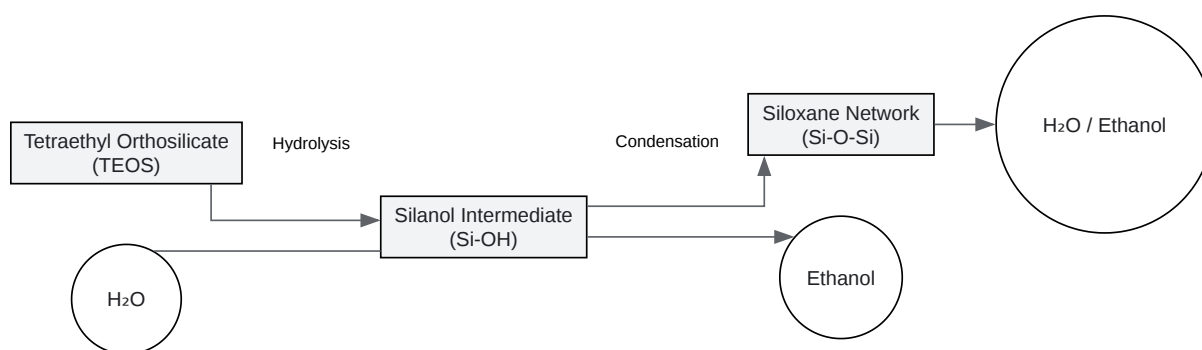 Tetraethyl Orthosilicate
(TEOS)
Hydrolysis
H₂O
Silanol Intermediate
(Si-OH)
Condensation
Ethanol
Siloxane Network
(Si-O-Si)
H₂O / Ethanol